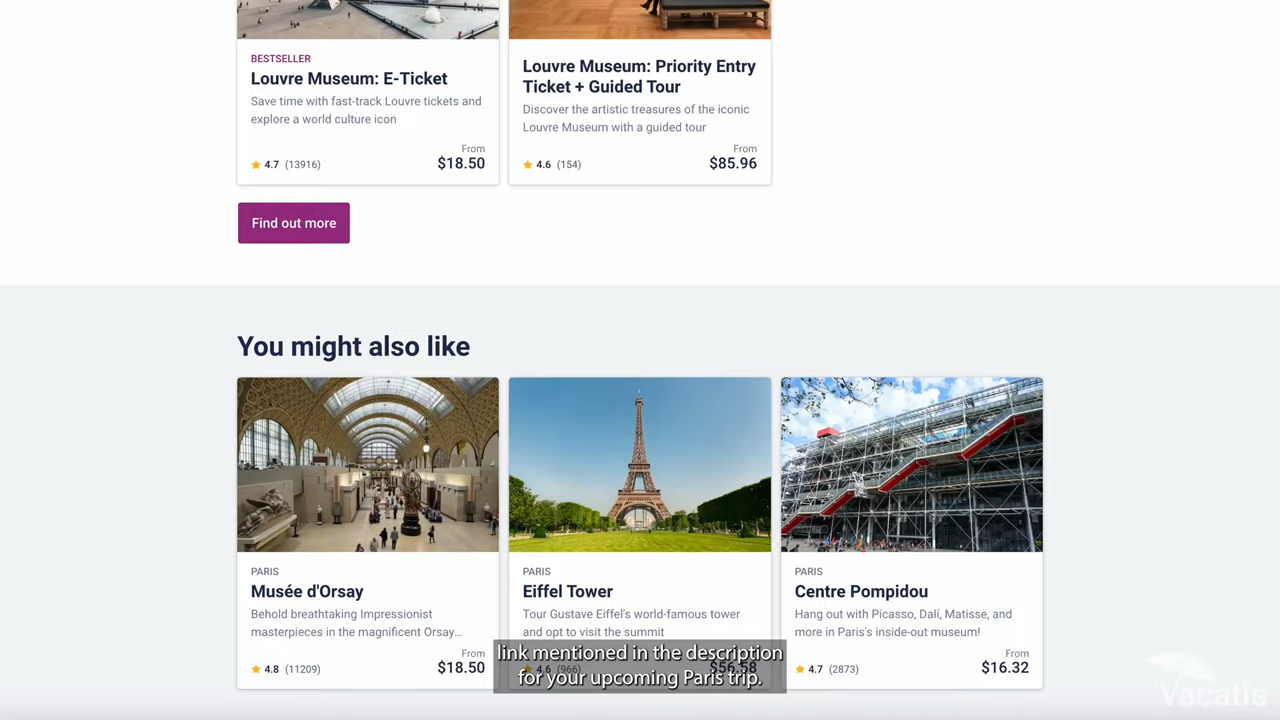 BESTSELLER
Louvre Museum: E-Ticket
Save time with fast-track Louvre tickets and
explore a world culture icon
From
4.7 (13916)
$18.50
Louvre Museum: Priority Entry
Ticket + Guided Tour
Discover the artistic treasures of the iconic
Louvre Museum with a guided tour
From
4.6 (154)
$85.96
Find out more
You might also like
PARIS
Musée d'Orsay
Behold breathtaking Impressionist
masterpieces in the magnificent Orsay…
From
4.8 (11209)
$18.50
PARIS
Eiffel Tower
Tour Gustave Eiffel's world-famous tower
and opt to visit the summit
4.6 (966)
$56.58
PARIS
Centre Pompidou
Hang out with Picasso, Dalí, Matisse, and
more in Paris's inside-out museum!
From
4.7 (2873)
$16.32
link mentioned in the description
for your upcoming Paris trip.
Vacatis